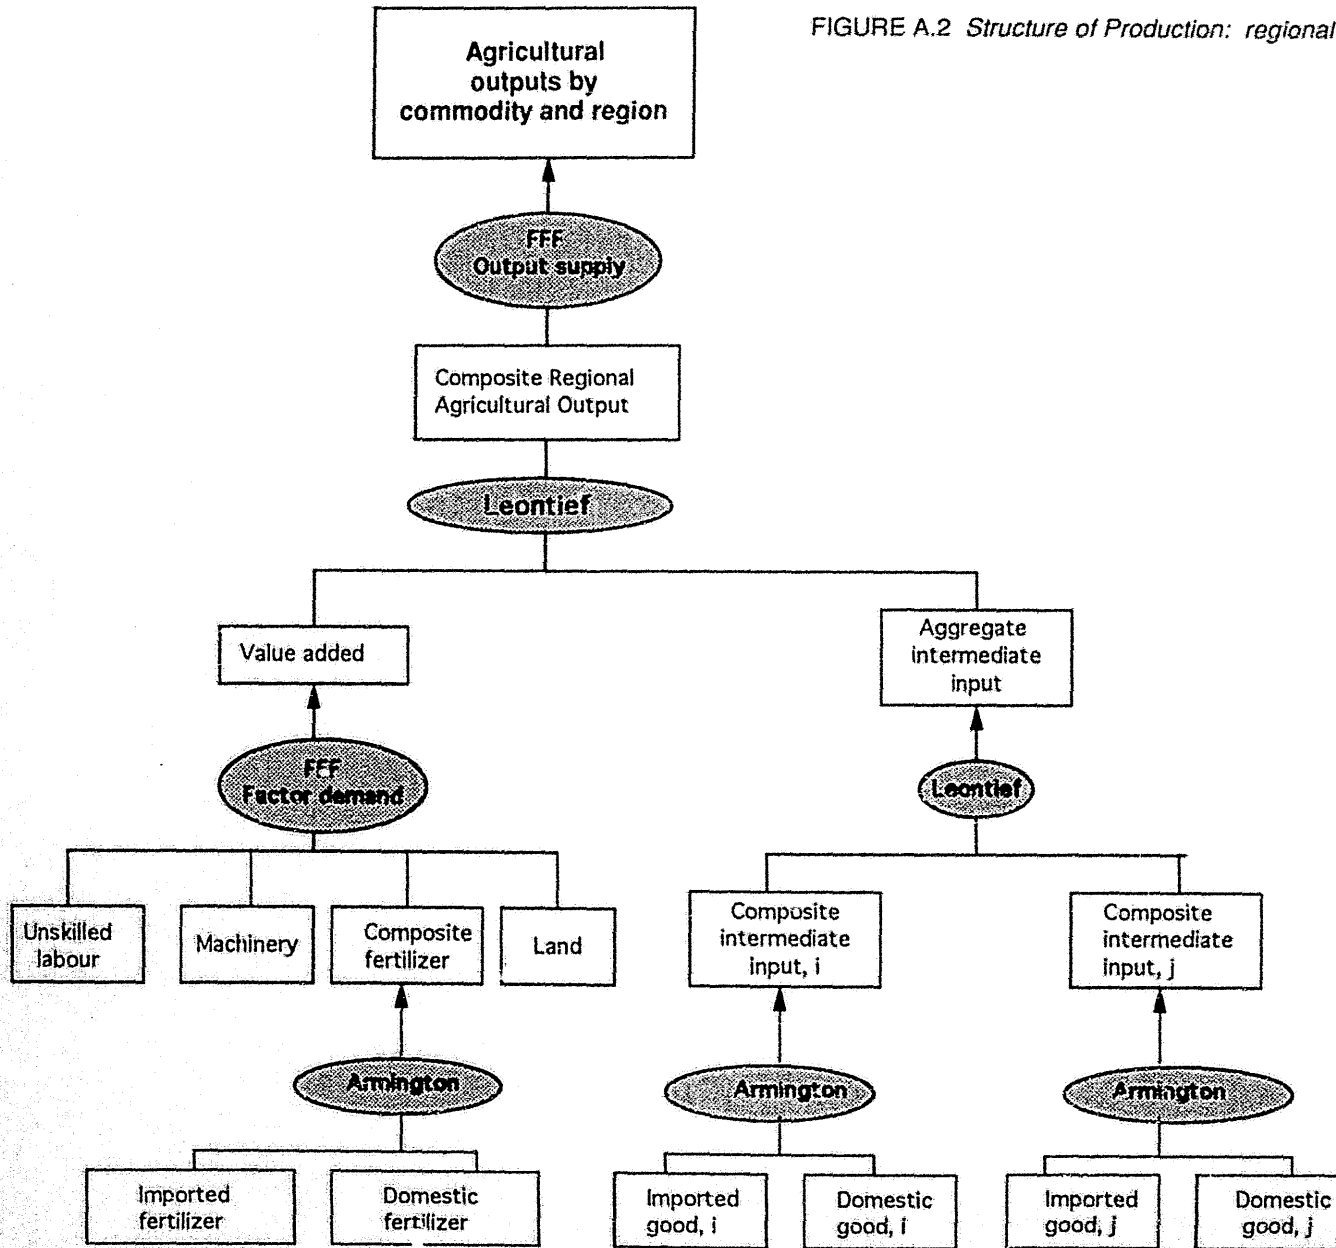 FIGURE A.2 Structure of Production: regional
Agricultural
outputs by
commodity and region
FFF
Output supply
Composite Regional
Agricultural Output
Leontief
Value added
Aggregate
intermediate
input
FFF
Factor demand
Leontief
Unskilled
labour
Machinery
Composite
fertilizer
Land
Composite
intermediate
input, i
Composite
intermediate
input, j
Armington
Armington
Armington
Imported
fertilizer
Domestic
fertilizer
Imported
good, i
Domestic
good, i
Imported
good, j
Domestic
good, j